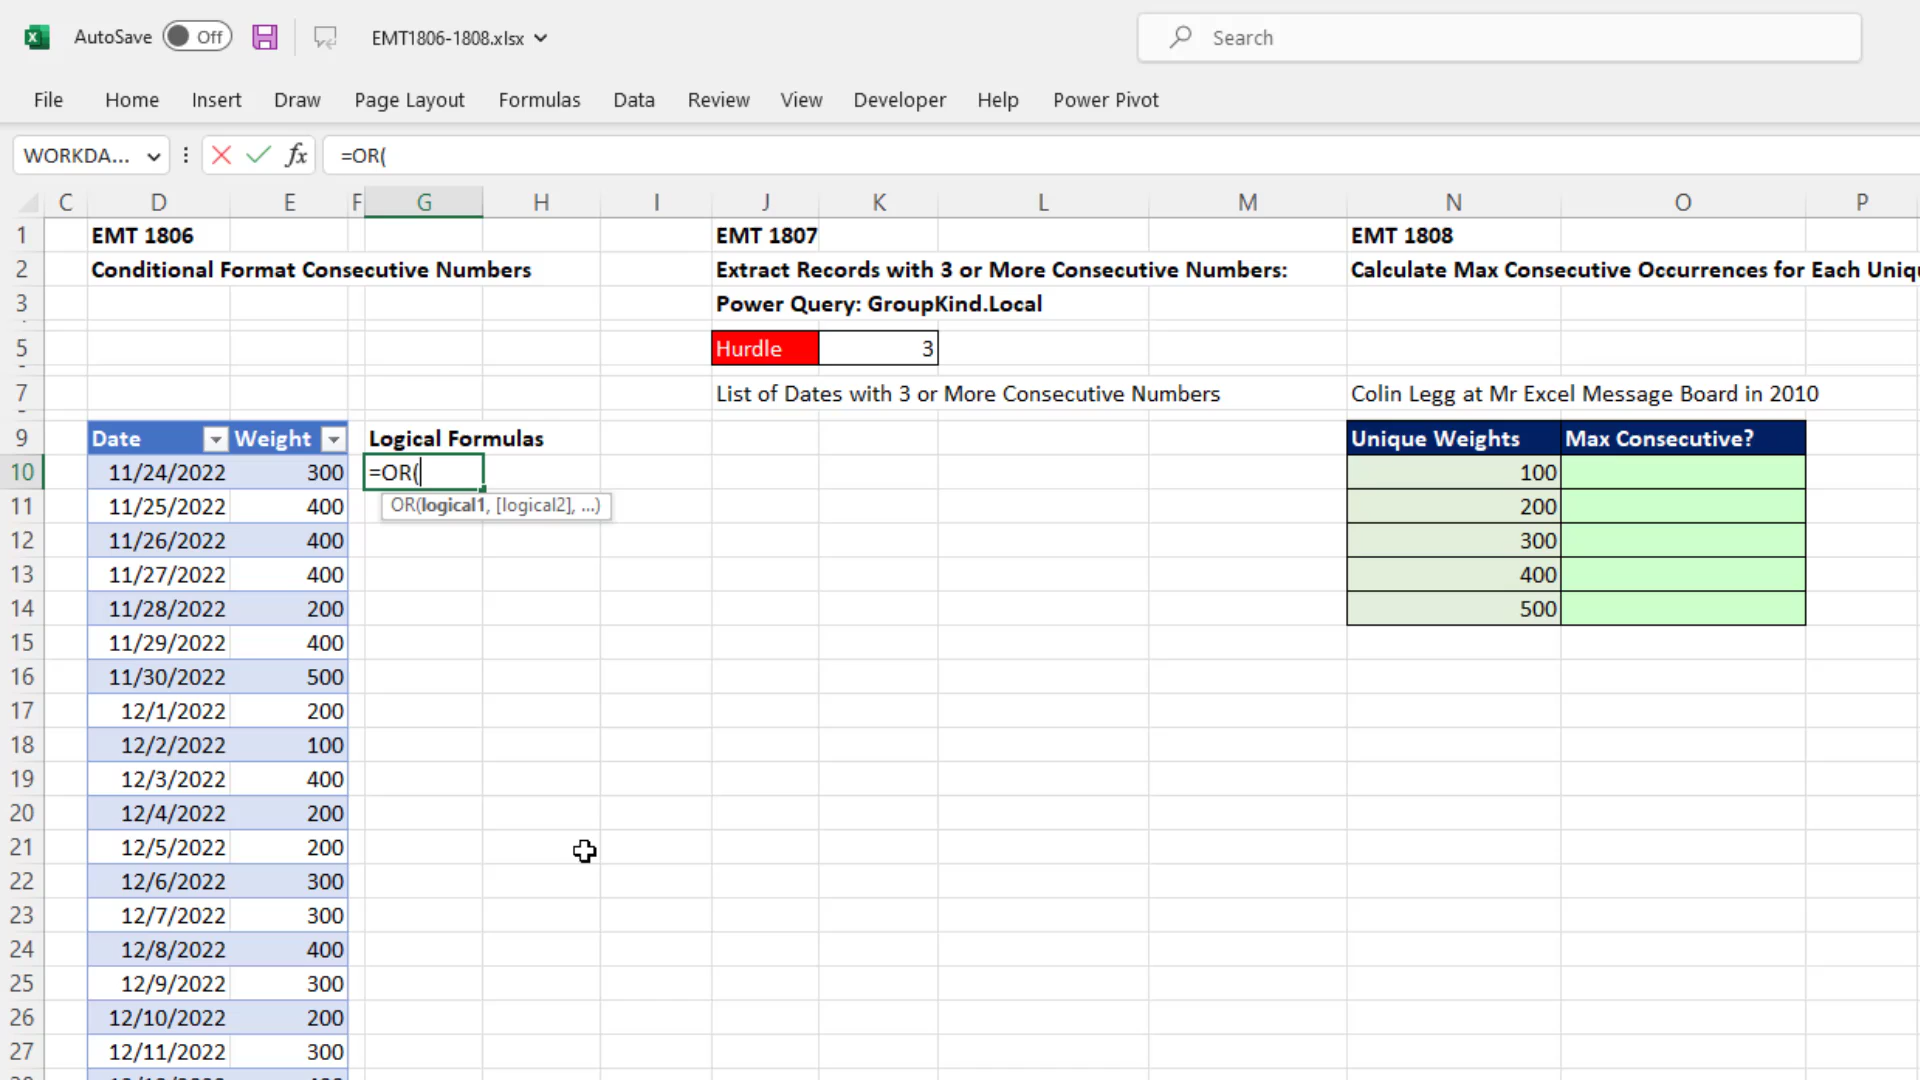 AutoSave Off EMT1806-1808.xlsx Search
File Home Insert Draw Page Layout Formulas Data Review View Developer Help Power Pivot
WORKDA... fx =OR(
C D E F G H I J K L M N O P
1 EMT 1806 EMT 1807 EMT 1808
2 Conditional Format Consecutive Numbers Extract Records with 3 or More Consecutive Numbers: Calculate Max Consecutive Occurrences for Each Uniqu
3 Power Query: GroupKind.Local
5 Hurdle 3
7 List of Dates with 3 or More Consecutive Numbers Colin Legg at Mr Excel Message Board in 2010
9 Date Weight Logical Formulas Unique Weights Max Consecutive?
10 11/24/2022 300 =OR( 100
11 11/25/2022 400 OR(logical1, [logical2], ...) 200
12 11/26/2022 400 300
13 11/27/2022 400 400
14 11/28/2022 200 500
15 11/29/2022 400
16 11/30/2022 500
17 12/1/2022 200
18 12/2/2022 100
19 12/3/2022 400
20 12/4/2022 200
21 12/5/2022 200
22 12/6/2022 300
23 12/7/2022 300
24 12/8/2022 400
25 12/9/2022 300
26 12/10/2022 200
27 12/11/2022 300